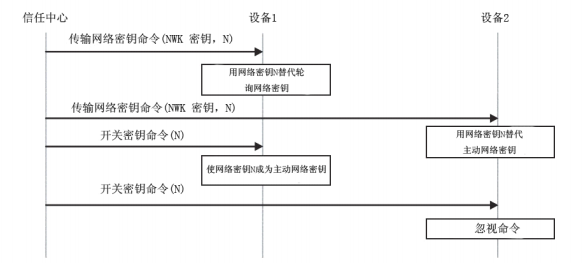 信任中心
设备1
设备2
传输网络密钥命令(NWK 密钥, N)
用网络密钥N替代轮
询网络密钥
传输网络密钥命令(NWK 密钥, N)
开关密钥命令(N)
用网络密钥N替代
主动网络密钥
使网络密钥N成为主动网络密钥
开关密钥命令(N)
忽视命令